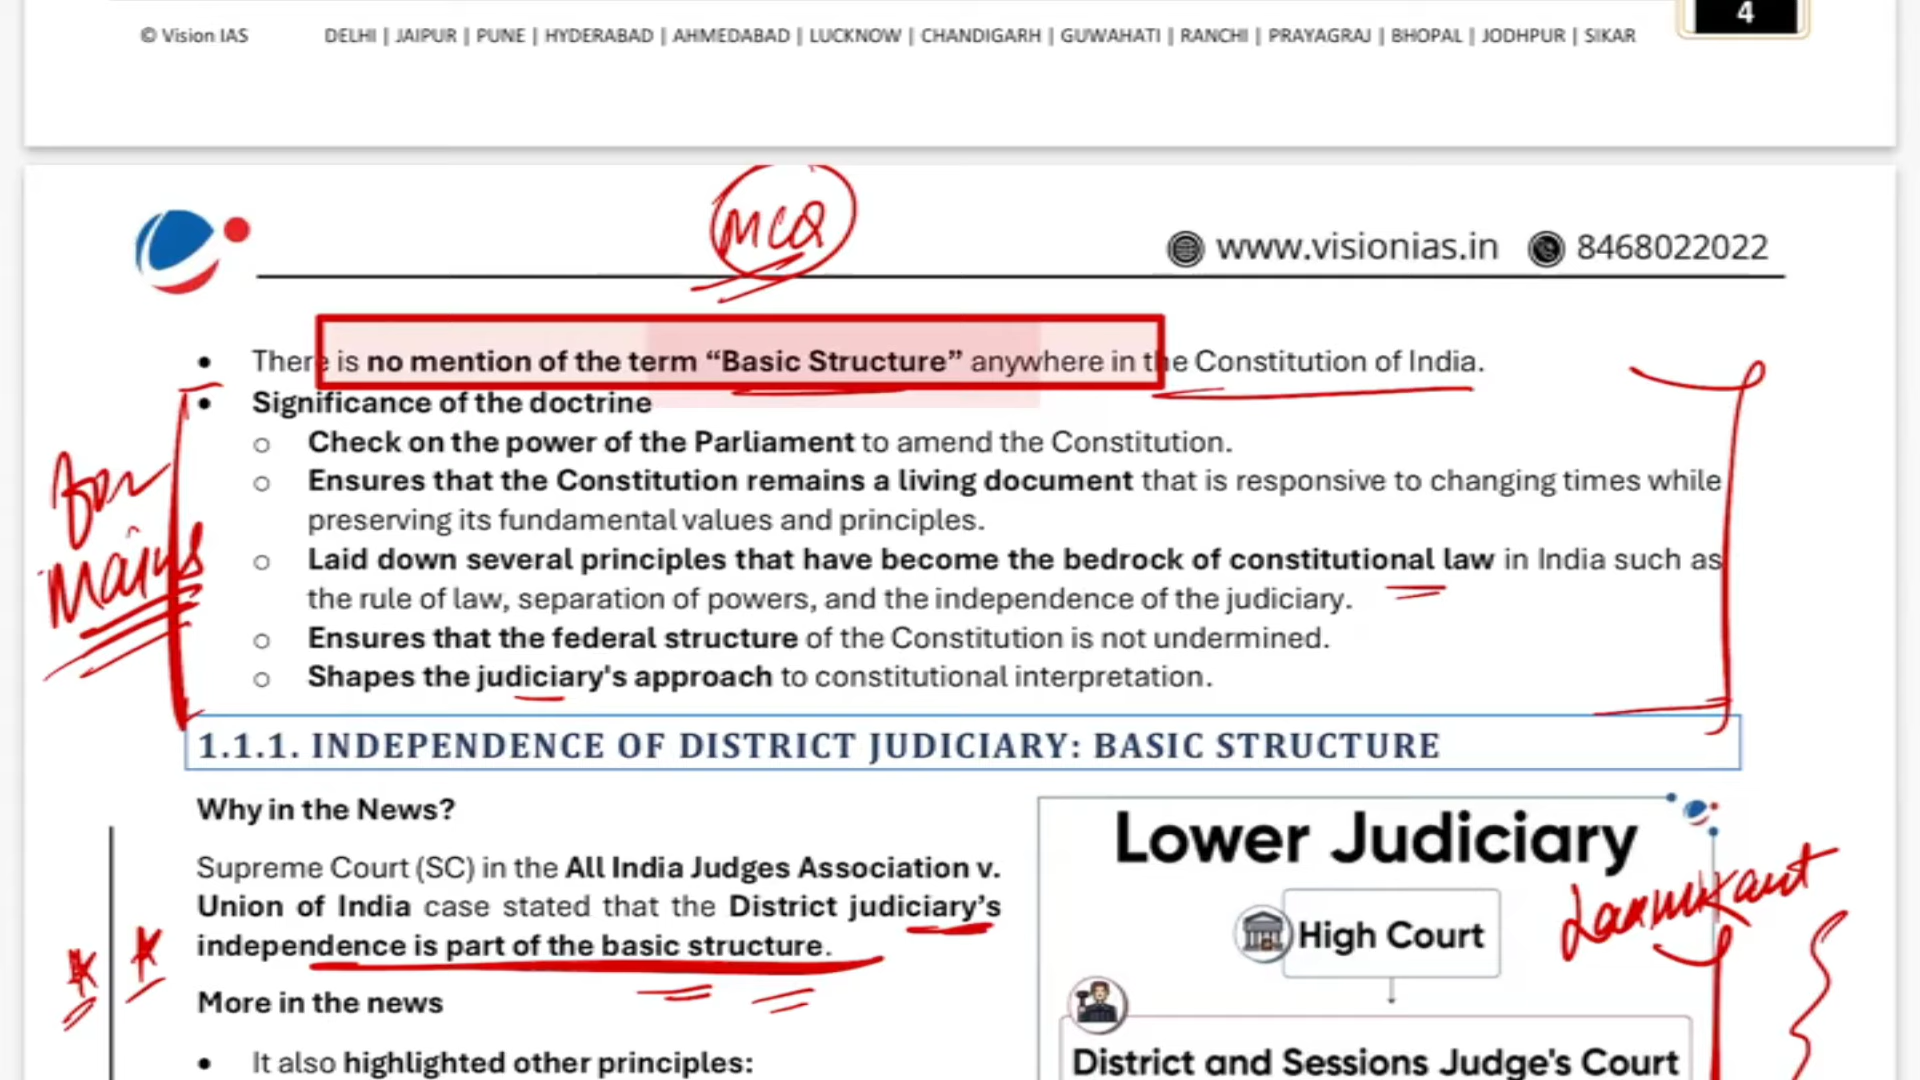 4
© Vision IAS DELHI | JAIPUR | PUNE | HYDERABAD | AHMEDABAD | LUCKNOW | CHANDIGARH | GUWAHATI | RANCHI | PRAYAGRAJ | BHOPAL | JODHPUR | SIKAR
MCQ
www.visionias.in 8468022022
• There is no mention of the term “Basic Structure” anywhere in the Constitution of India.
• Significance of the doctrine
o Check on the power of the Parliament to amend the Constitution.
o Ensures that the Constitution remains a living document that is responsive to changing times while
preserving its fundamental values and principles.
o Laid down several principles that have become the bedrock of constitutional law in India such as
the rule of law, separation of powers, and the independence of the judiciary.
o Ensures that the federal structure of the Constitution is not undermined.
o Shapes the judiciary's approach to constitutional interpretation.
for
Mains
1.1.1. INDEPENDENCE OF DISTRICT JUDICIARY: BASIC STRUCTURE
Why in the News?
Supreme Court (SC) in the All India Judges Association v.
Union of India case stated that the District judiciary’s
independence is part of the basic structure.
More in the news
• It also highlighted other principles:
Lower Judiciary
Laxmikant
High Court
District and Sessions Judge's Court